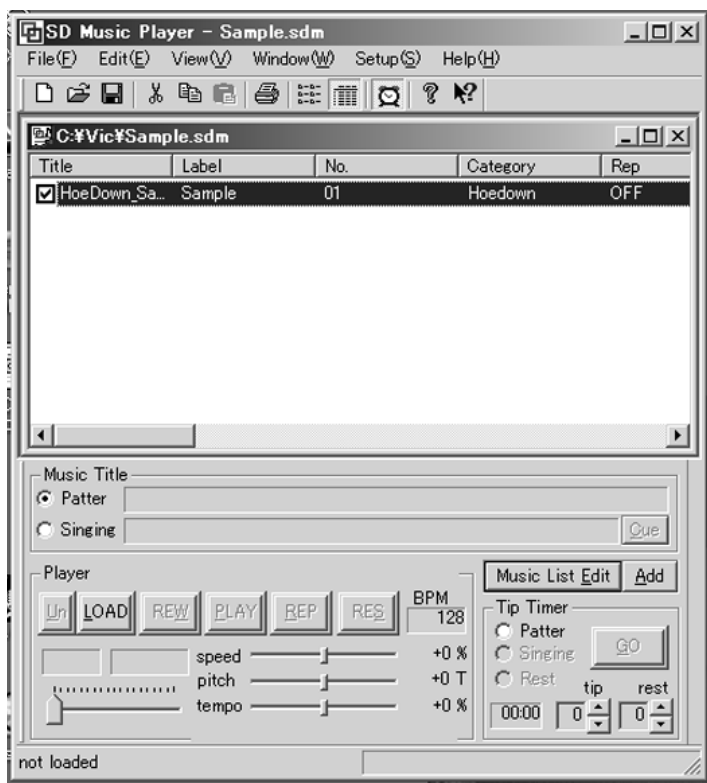 SD Music Player - Sample.sdm
File(F) Edit(E) View(V) Window(W) Setup(S) Help(H)
C:¥Vic¥Sample.sdm
Title Label No. Category Rep
HoeDown_Sa... Sample 01 Hoedown OFF
Music Title
Patter
Singing Cue
Player Music List Edit Add
Un LOAD REW PLAY REP RES BPM 128
Tip Timer
Patter GO
Singing
Rest
speed +0 %
pitch +0 T
tempo +0 %
tip rest
00:00 0 0
not loaded